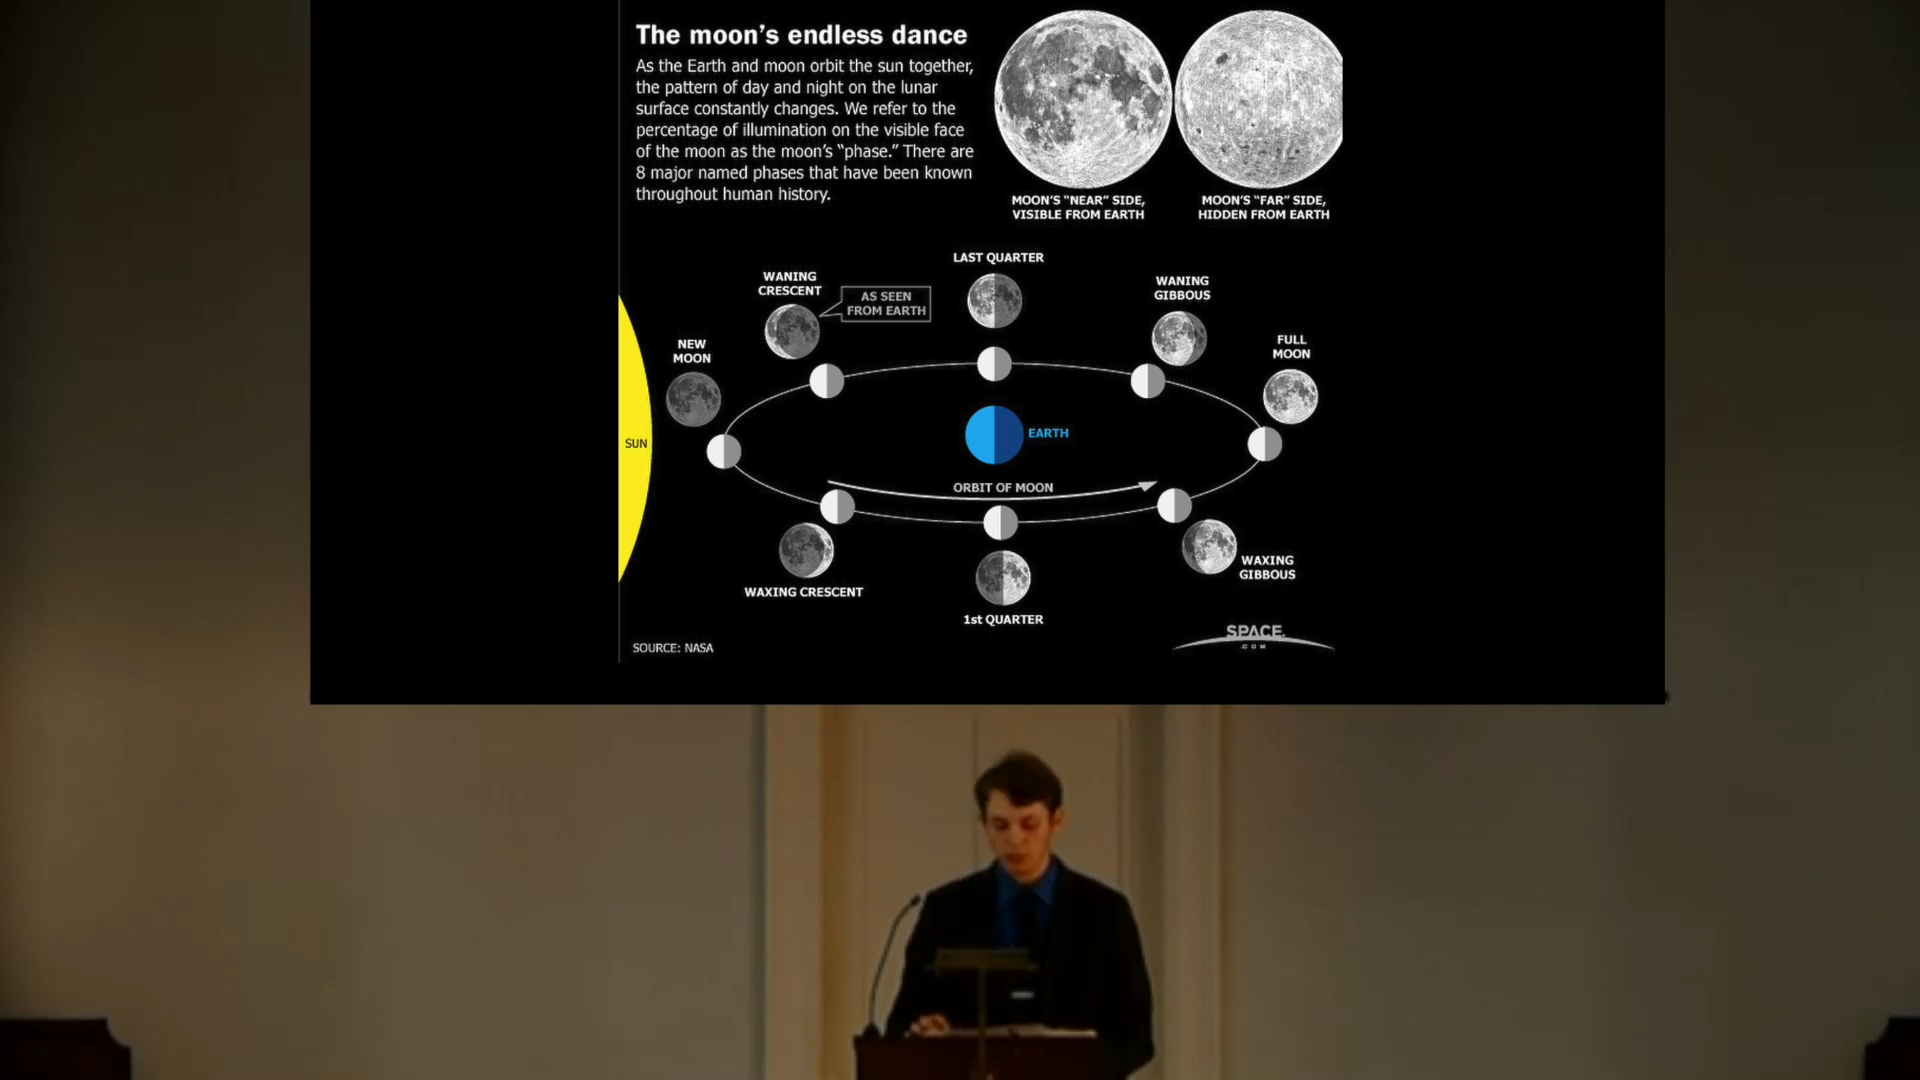 The moon's endless dance
As the Earth and moon orbit the sun together,
the pattern of day and night on the lunar
surface constantly changes. We refer to the
percentage of illumination on the visible face
of the moon as the moon's "phase." There are
8 major named phases that have been known
throughout human history.
MOON'S "NEAR" SIDE,
VISIBLE FROM EARTH
MOON'S "FAR" SIDE,
HIDDEN FROM EARTH
LAST QUARTER
WANING
CRESCENT
AS SEEN
FROM EARTH
WANING
GIBBOUS
NEW
MOON
FULL
MOON
SUN
EARTH
ORBIT OF MOON
WAXING CRESCENT
1st QUARTER
WAXING
GIBBOUS
SOURCE: NASA
SPACE
.COM